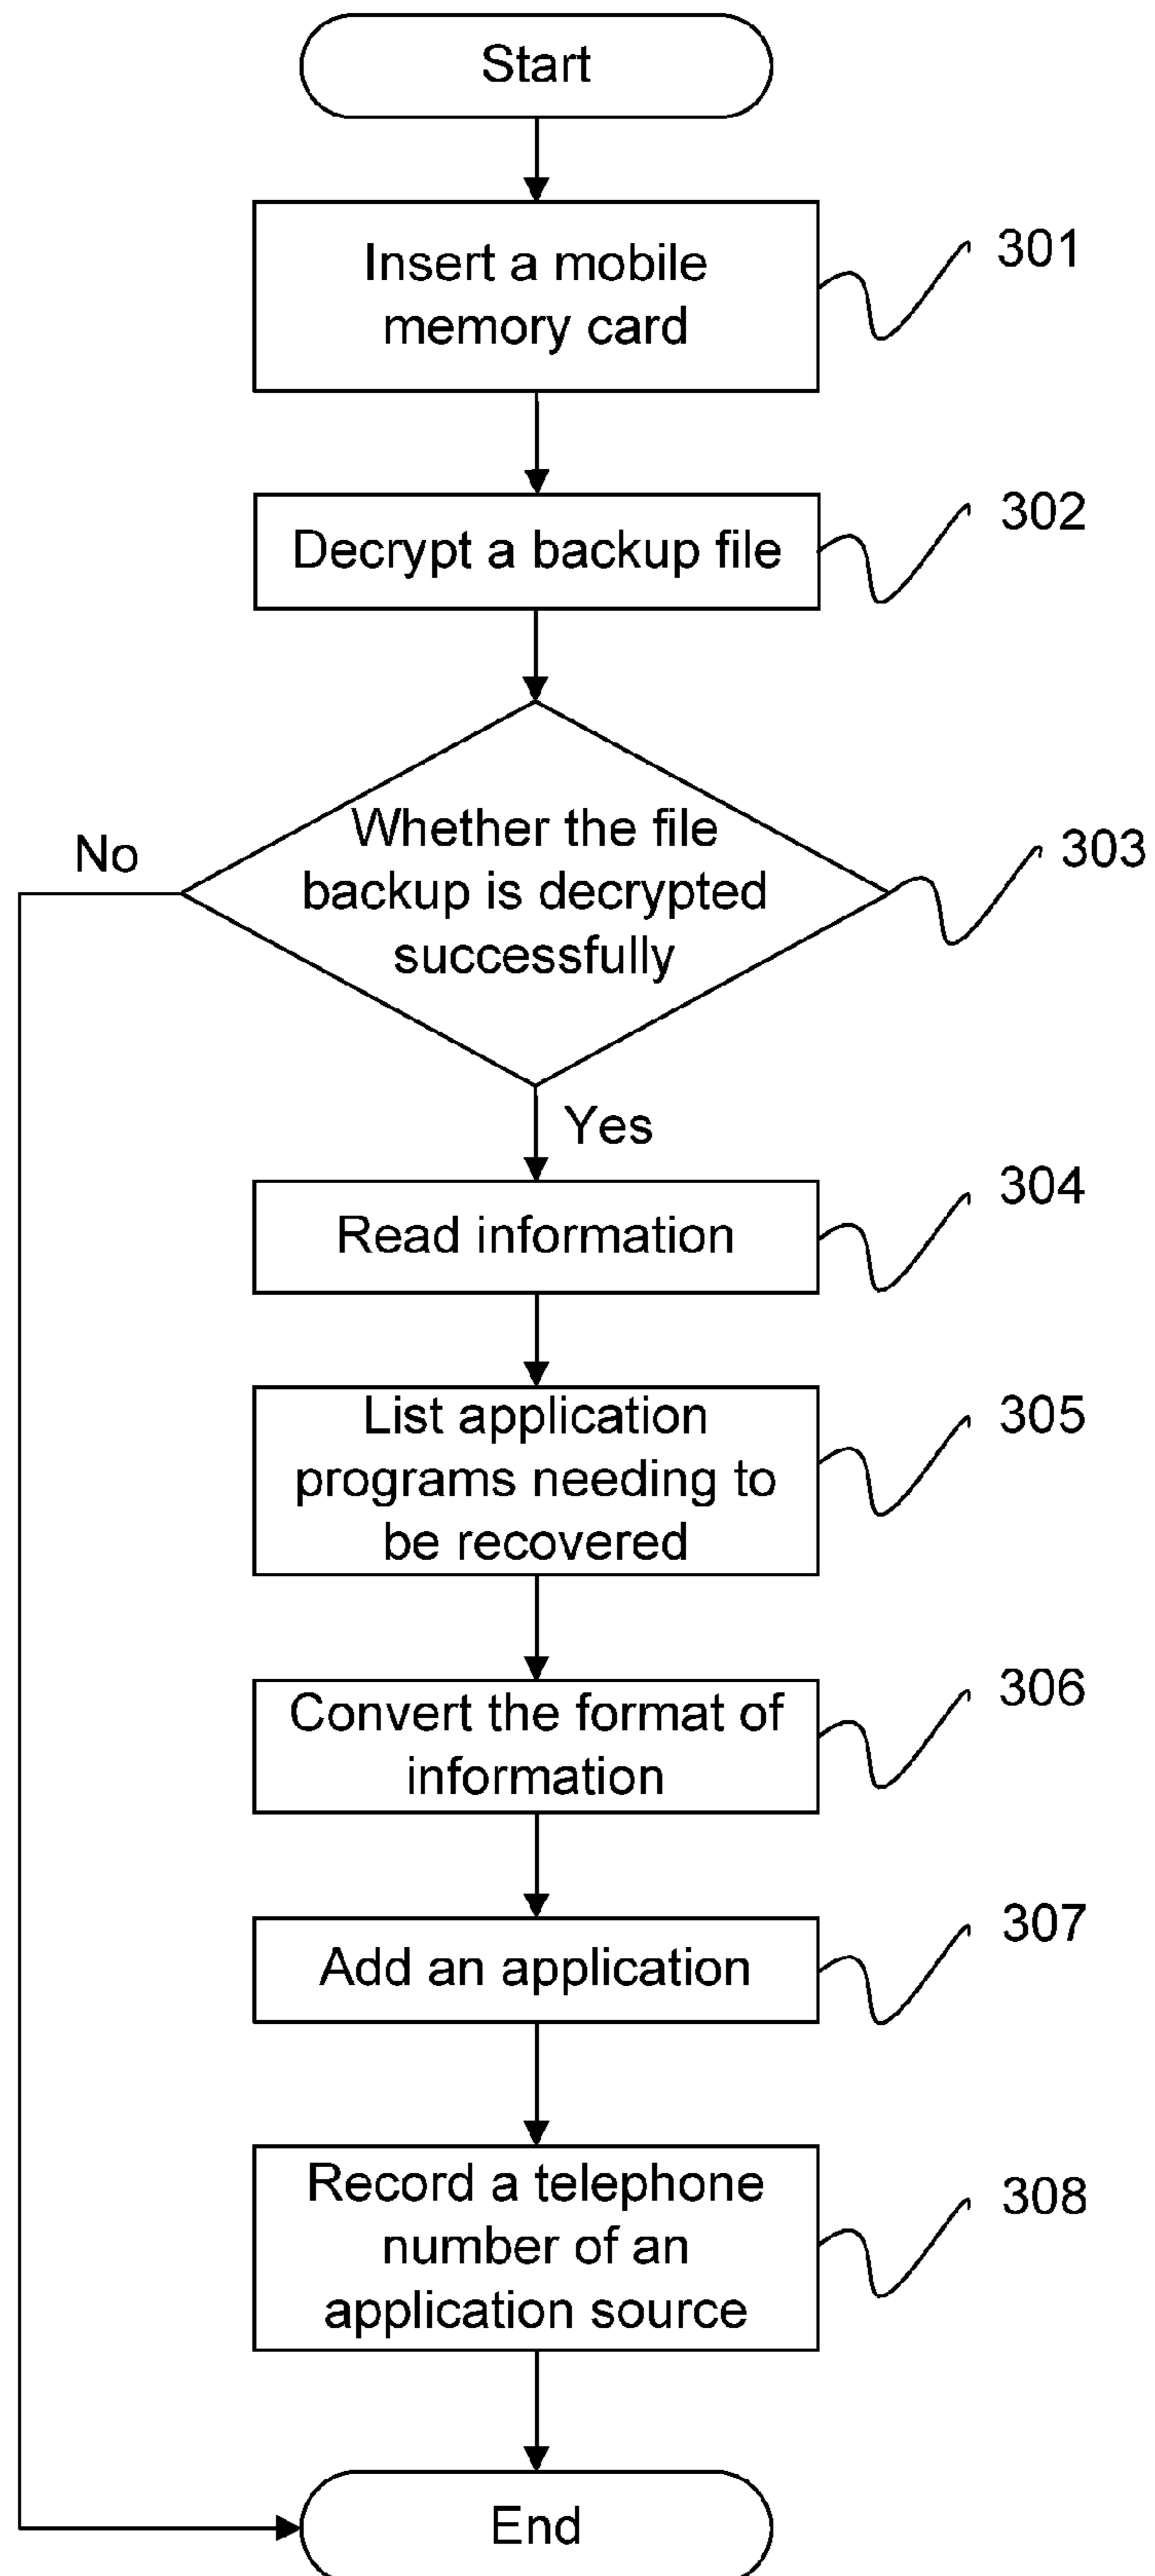 Start
Insert a mobile
memory card
301
Decrypt a backup file
302
Whether the file
backup is decrypted
successfully
303
No
Yes
Read information
304
List application
programs needing to
be recovered
305
Convert the format of
information
306
Add an application
307
Record a telephone
number of an
application source
308
End